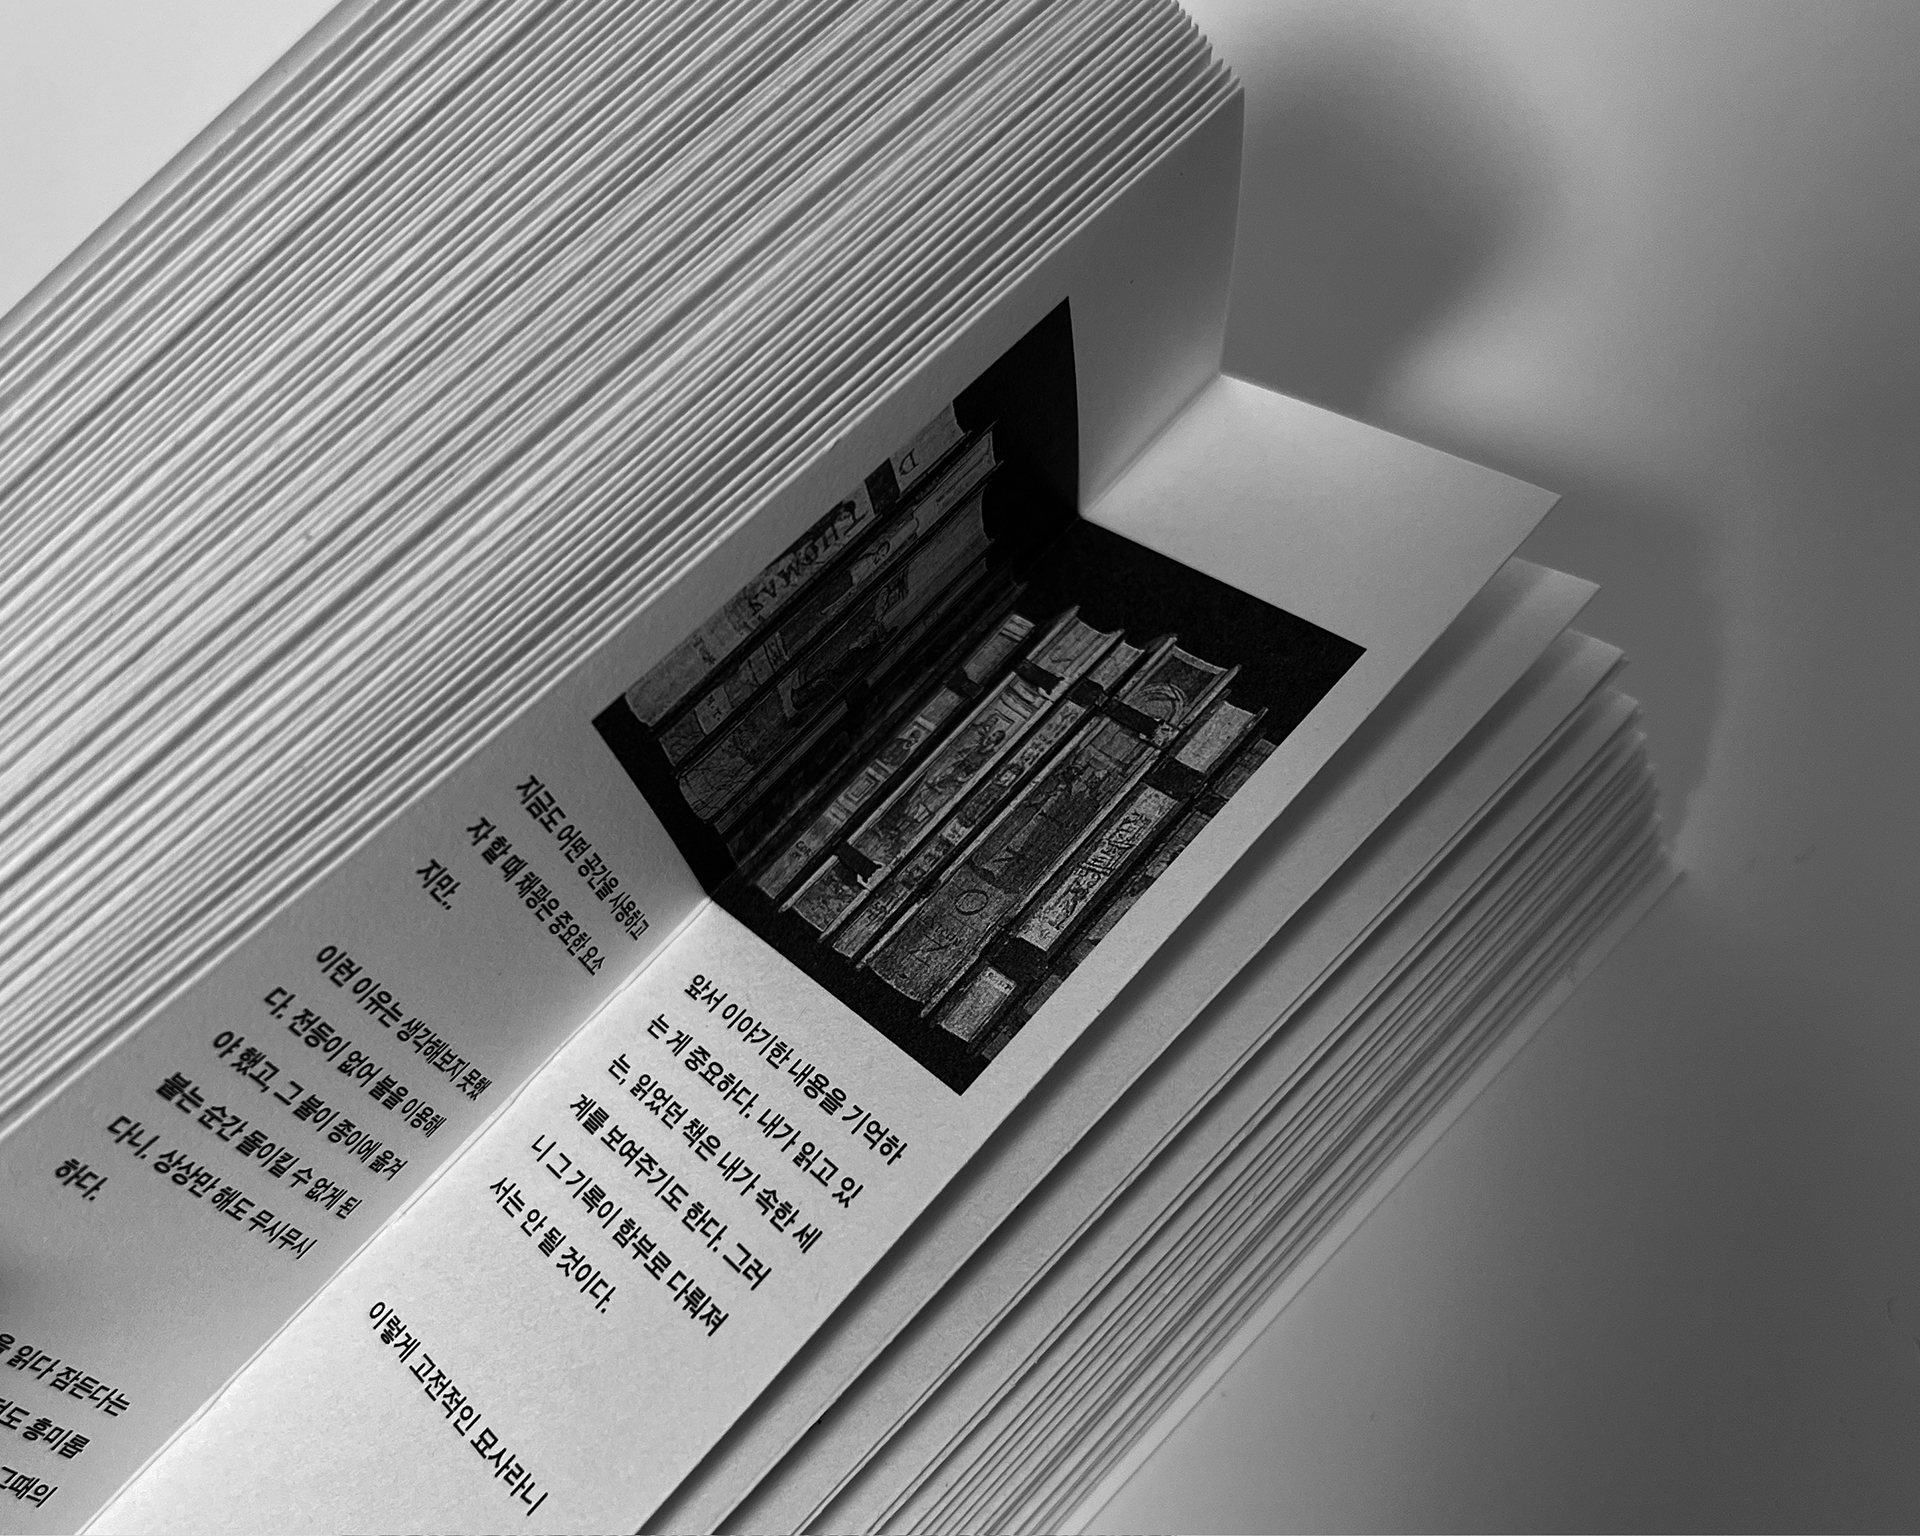 지금도 어떤 공간을 사용하고
자 할 때 채광은 중요한 요소
지만..
이런 이유는 생각해보지 못했
다. 전등이 없어 불을 이용해
야 했고, 그 불이 종이에 옮겨
붙는 순간 돌이킬 수 없게 된
다니. 상상만 해도 무시무시
하다.
읽다 잠든다는
도 흥미롭
그때의
THOMAS
D
앞서 이야기한 내용을 기억하
는 게 중요하다. 내가 읽고 있
는, 읽었던 책은 내가 속한 세
계를 보여주기도 한다. 그러
니 그 기록이 함부로 다뤄져
서는 안 될 것이다.
이렇게 고전적인 묘사라니